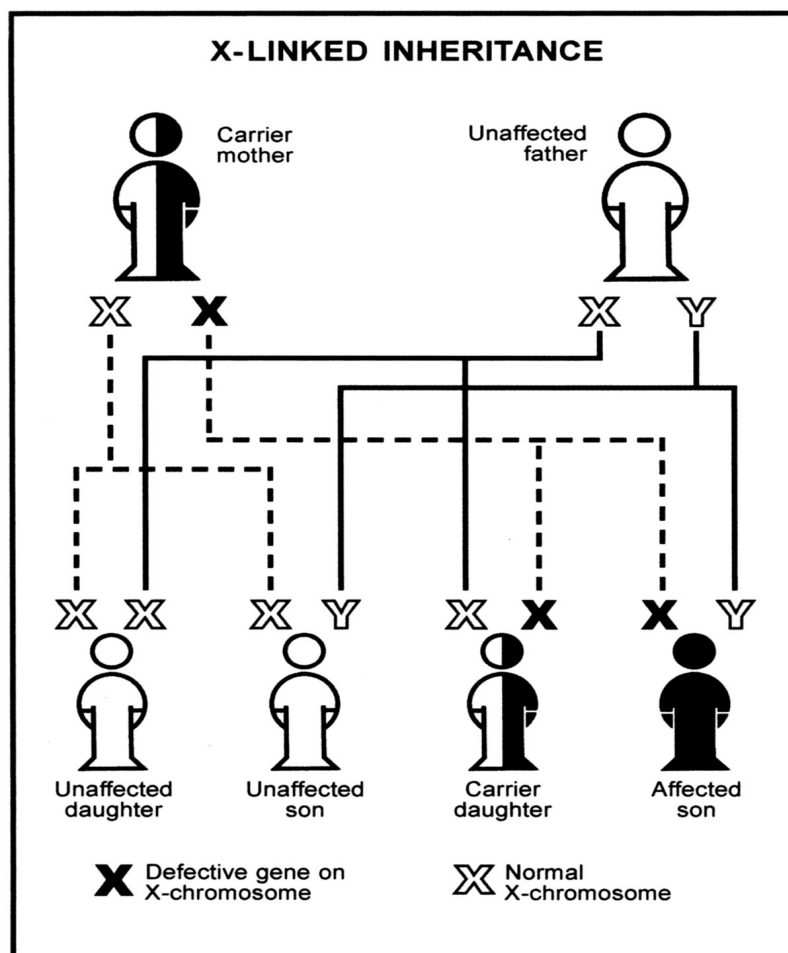 X-LINKED INHERITANCE
Carrier
mother
Unaffected
father
X X X Y
X X X Y X X X Y
Unaffected
daughter
Unaffected
son
Carrier
daughter
Affected
son
X Defective gene on
X-chromosome
X Normal
X-chromosome